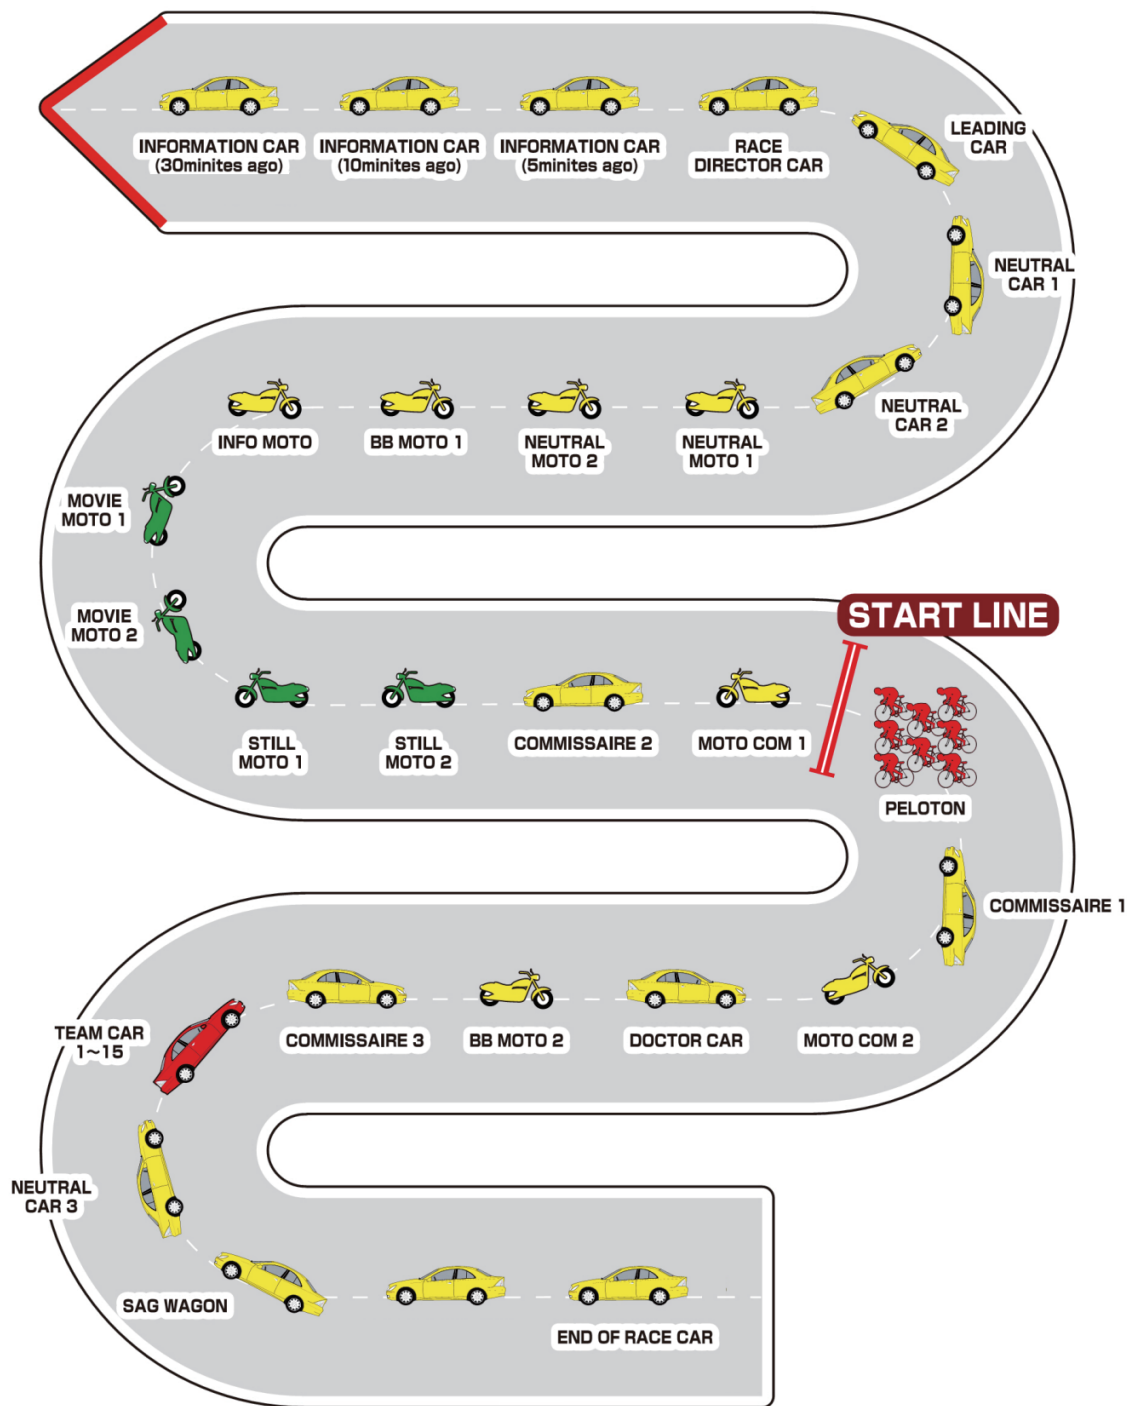 INFORMATION CAR
(30minites ago)
INFORMATION CAR
(10minites ago)
INFORMATION CAR
(5minites ago)
RACE
DIRECTOR CAR
LEADING
CAR
NEUTRAL
CAR 1
NEUTRAL
CAR 2
NEUTRAL
MOTO 1
NEUTRAL
MOTO 2
BB MOTO 1
INFO MOTO
MOVIE
MOTO 1
MOVIE
MOTO 2
STILL
MOTO 1
STILL
MOTO 2
COMMISSAIRE 2
MOTO COM 1
START LINE
PELOTON
COMMISSAIRE 1
MOTO COM 2
DOCTOR CAR
BB MOTO 2
COMMISSAIRE 3
TEAM CAR
1~15
NEUTRAL
CAR 3
SAG WAGON
END OF RACE CAR